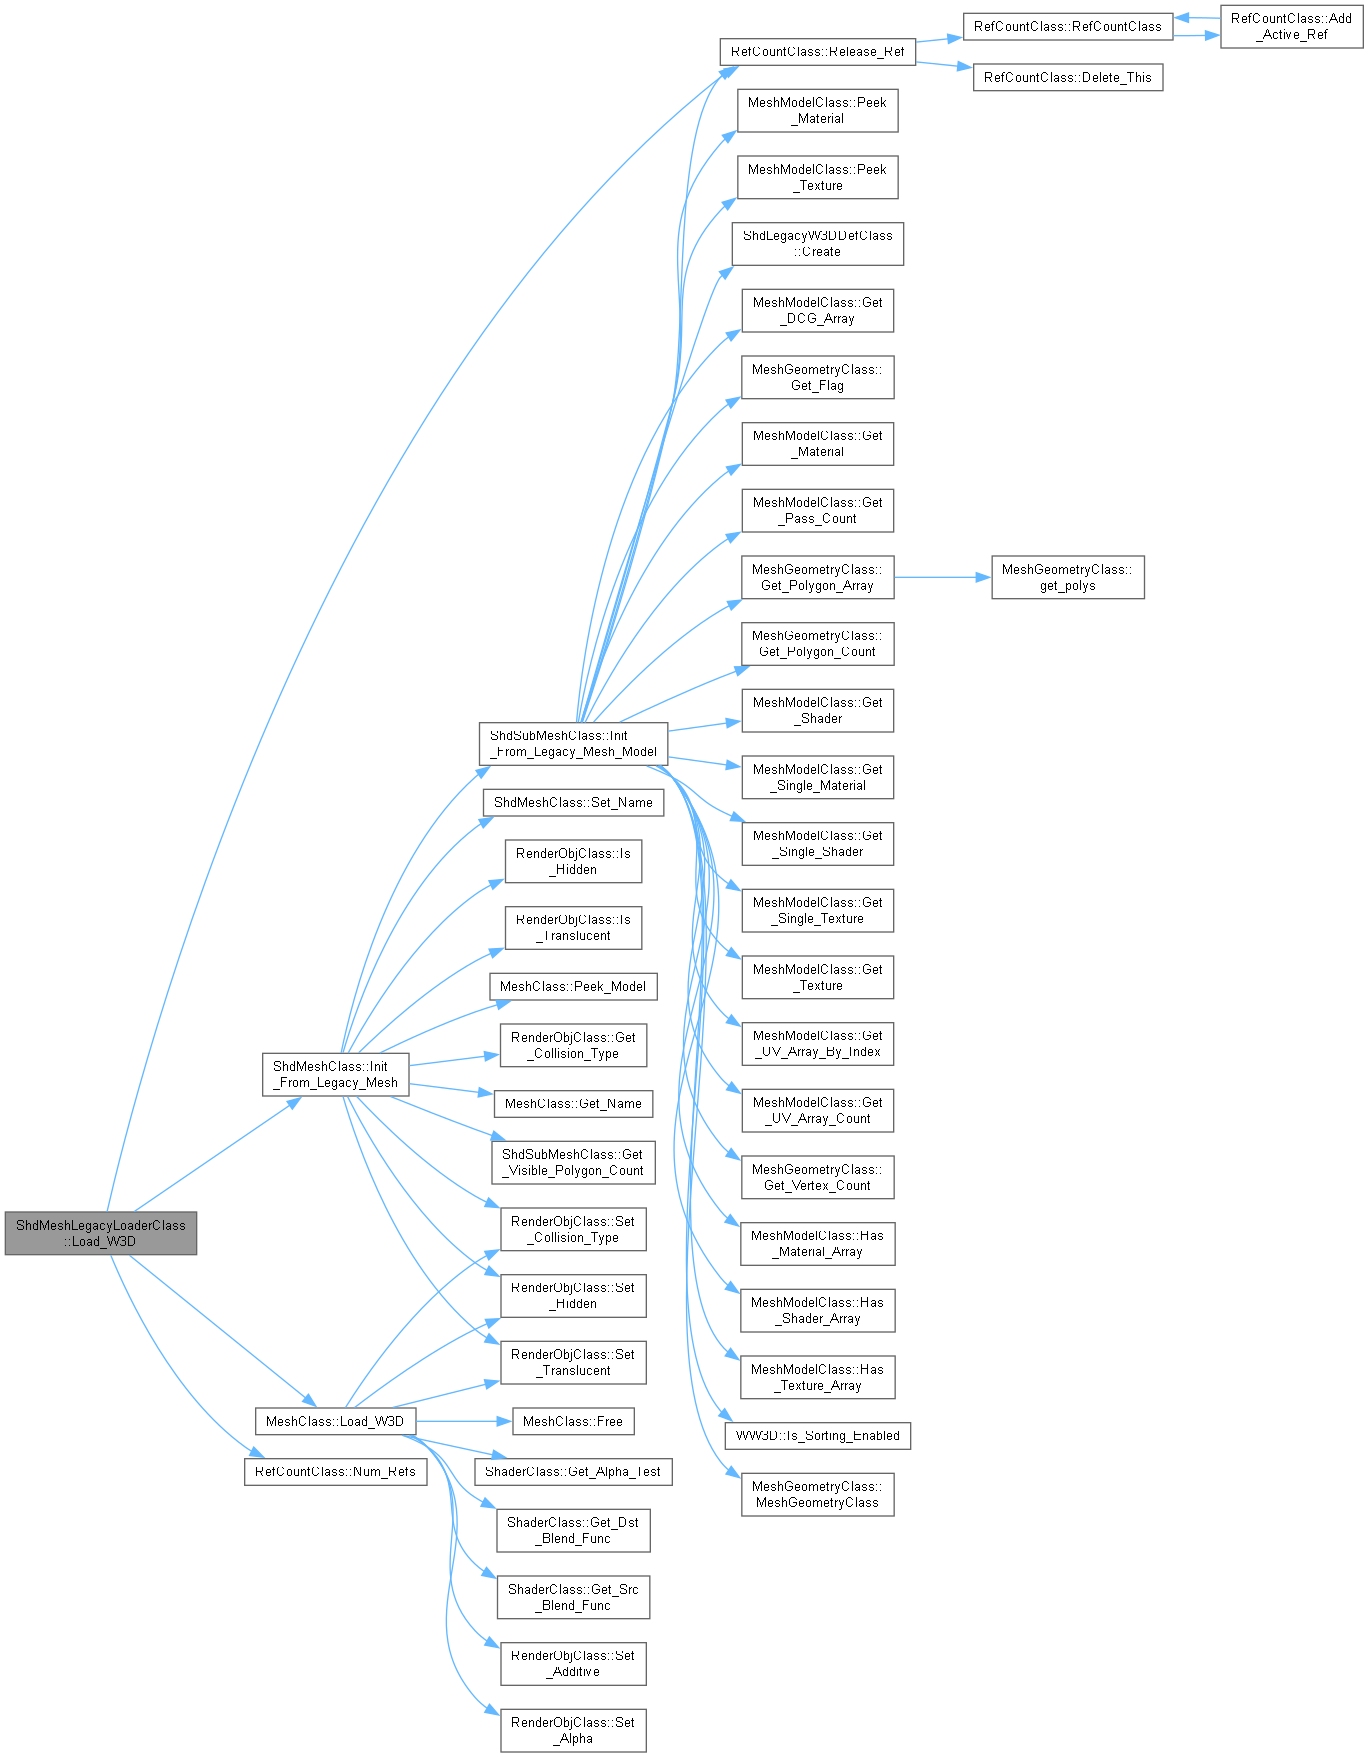 RefCountClass::Add
_Active_Ref
RefCountClass::RefCountClass
RefCountClass::Release_Ref
RefCountClass::Delete_This
MeshModelClass::Peek
_Material
MeshModelClass::Peek
_Texture
ShdLegacyW3DDefClass
::Create
MeshModelClass::Get
_DCG_Array
MeshGeometryClass::
Get_Flag
MeshModelClass::Get
_Material
MeshModelClass::Get
_Pass_Count
MeshGeometryClass::
Get_Polygon_Array
MeshGeometryClass::
get_polys
MeshGeometryClass::
Get_Polygon_Count
MeshModelClass::Get
_Shader
ShdSubMeshClass::Init
_From_Legacy_Mesh_Model
MeshModelClass::Get
_Single_Material
ShdMeshClass::Set_Name
MeshModelClass::Get
_Single_Shader
RenderObjClass::Is
_Hidden
MeshModelClass::Get
_Single_Texture
RenderObjClass::Is
_Translucent
MeshModelClass::Get
_Texture
MeshClass::Peek_Model
MeshModelClass::Get
_UV_Array_By_Index
RenderObjClass::Get
_Collision_Type
ShdMeshClass::Init
_From_Legacy_Mesh
MeshClass::Get_Name
MeshModelClass::Get
_UV_Array_Count
ShdSubMeshClass::Get
_Visible_Polygon_Count
MeshGeometryClass::
Get_Vertex_Count
ShdMeshLegacyLoaderClass
::Load_W3D
RenderObjClass::Set
_Collision_Type
MeshModelClass::Has
_Material_Array
RenderObjClass::Set
_Hidden
MeshModelClass::Has
_Shader_Array
RenderObjClass::Set
_Translucent
MeshModelClass::Has
_Texture_Array
MeshClass::Load_W3D
MeshClass::Free
WW3D::Is_Sorting_Enabled
RefCountClass::Num_Refs
ShaderClass::Get_Alpha_Test
MeshGeometryClass::
MeshGeometryClass
ShaderClass::Get_Dst
_Blend_Func
ShaderClass::Get_Src
_Blend_Func
RenderObjClass::Set
_Additive
RenderObjClass::Set
_Alpha